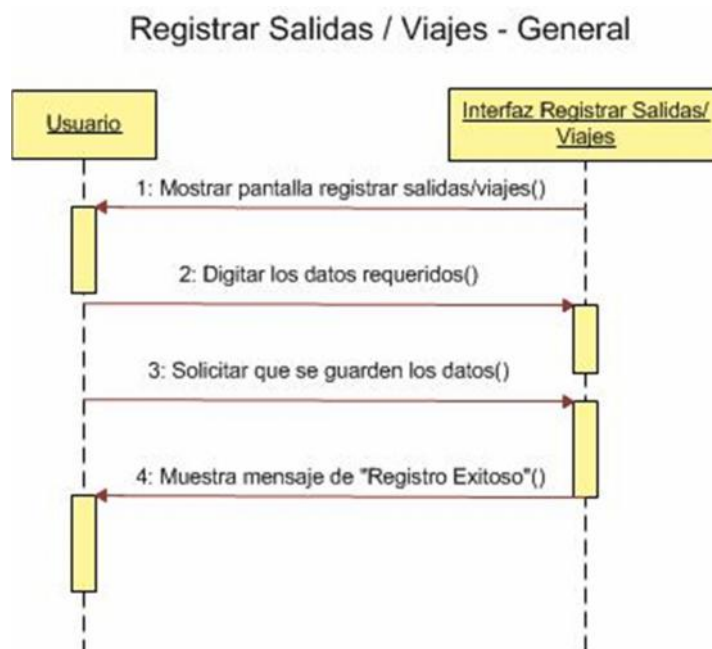 Registrar Salidas / Viajes - General
Usuario
Interfaz Registrar Salidas/
Viajes
1: Mostrar pantalla registrar salidas/viajes()
2: Digitar los datos requeridos()
3: Solicitar que se guarden los datos()
4: Muestra mensaje de "Registro Exitoso"()